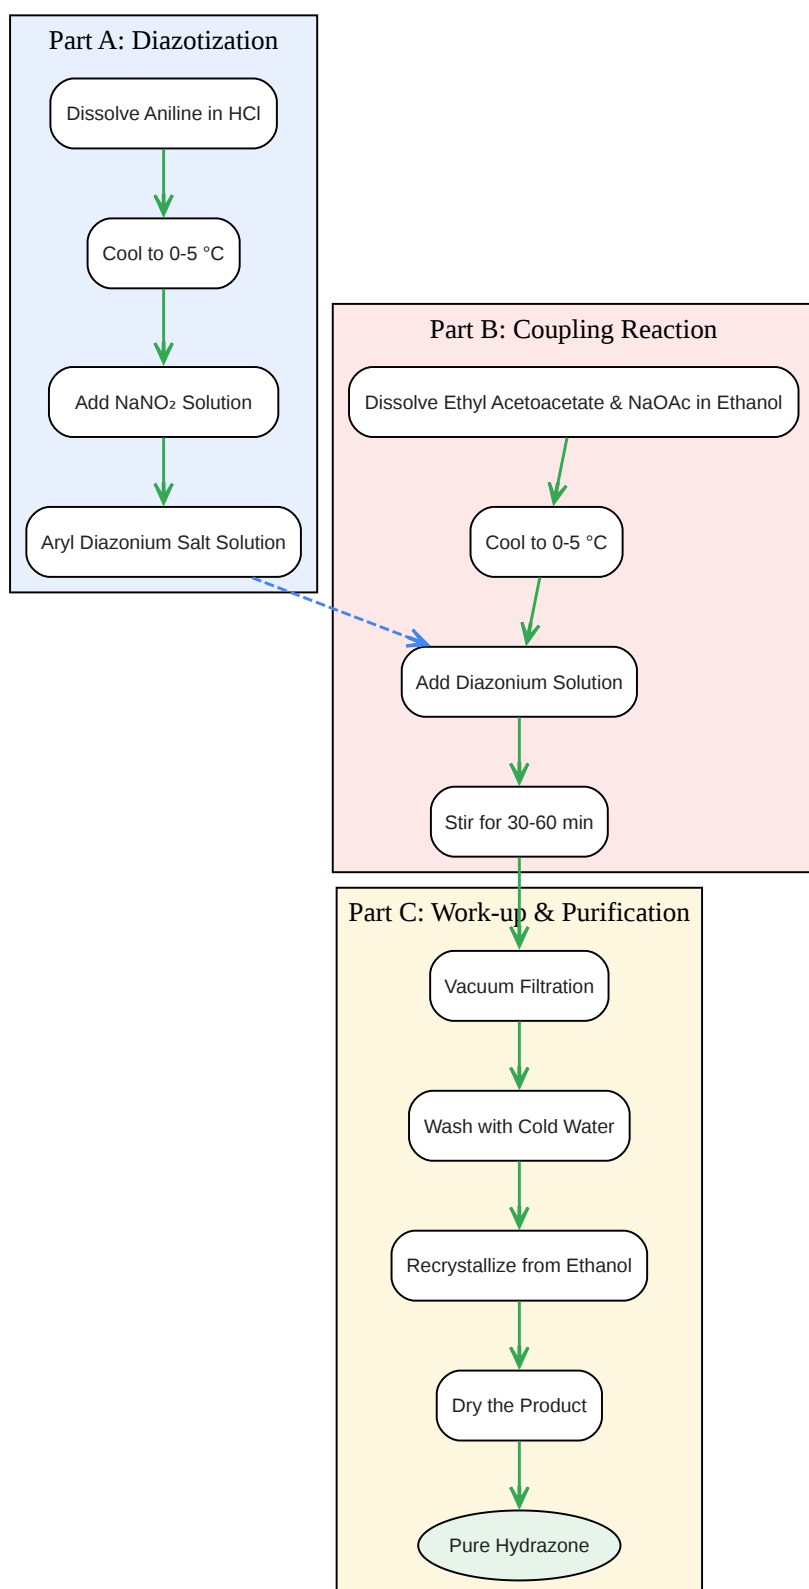 Part A: Diazotization
Dissolve Aniline in HCl
Cool to 0-5 °C
Add NaNO₂ Solution
Aryl Diazonium Salt Solution
Part B: Coupling Reaction
Dissolve Ethyl Acetoacetate & NaOAc in Ethanol
Cool to 0-5 °C
Add Diazonium Solution
Stir for 30-60 min
Part C: Work-up & Purification
Vacuum Filtration
Wash with Cold Water
Recrystallize from Ethanol
Dry the Product
Pure Hydrazone